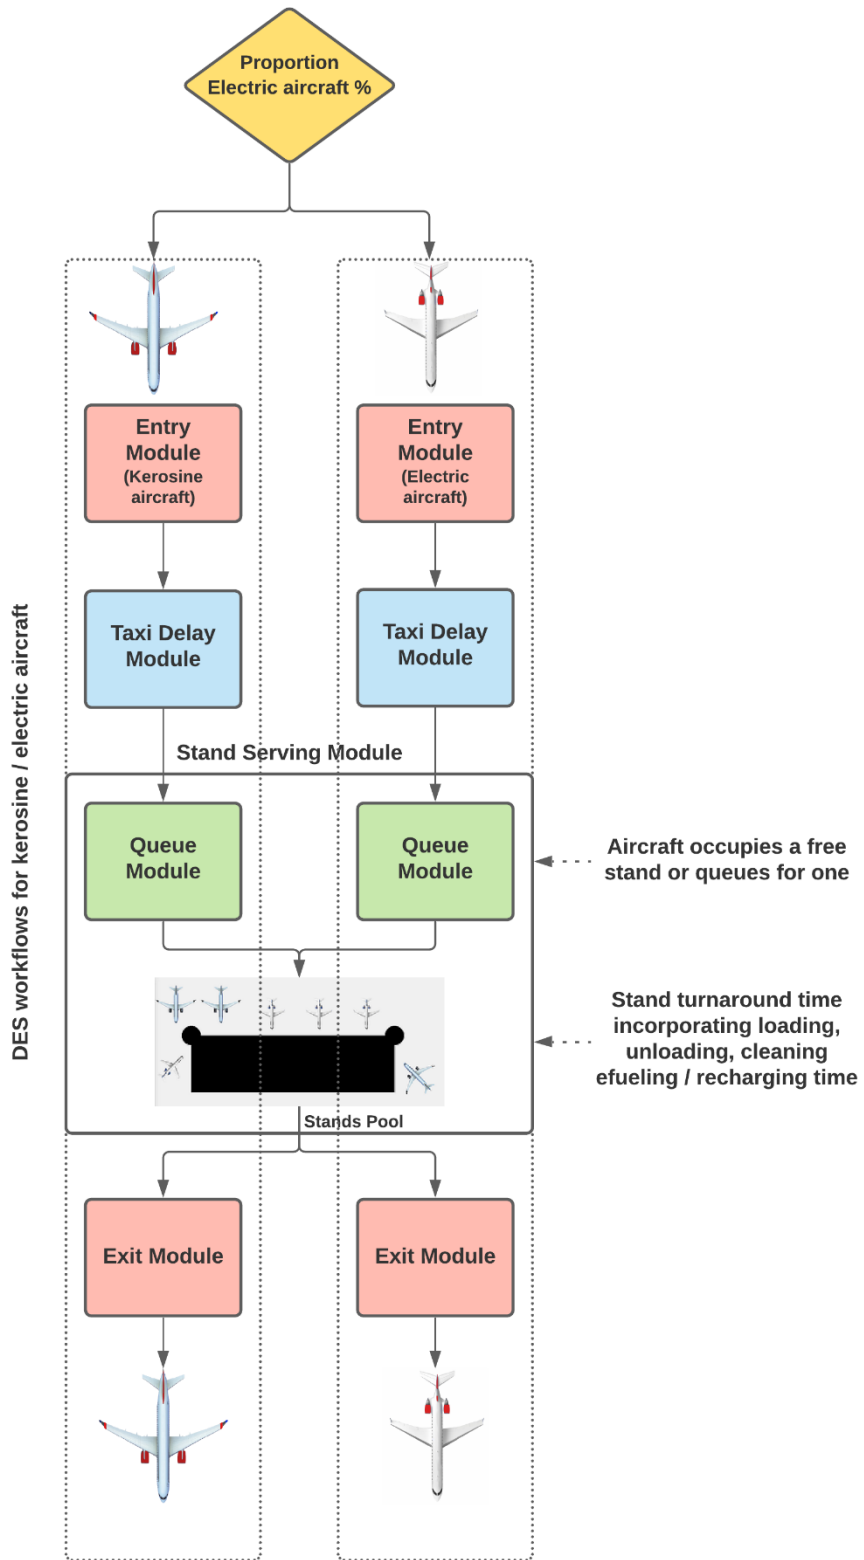 Proportion
Electric aircraft %
Entry
Module
(Kerosine
aircraft)
Entry
Module
(Electric
aircraft)
Taxi Delay
Module
Taxi Delay
Module
DES workflows for kerosine / electric aircraft
Stand Serving Module
Queue
Module
Queue
Module
Aircraft occupies a free
stand or queues for one
Stand turnaround time
incorporating loading,
unloading, cleaning
efueling / recharging time
Stands Pool
Exit Module
Exit Module